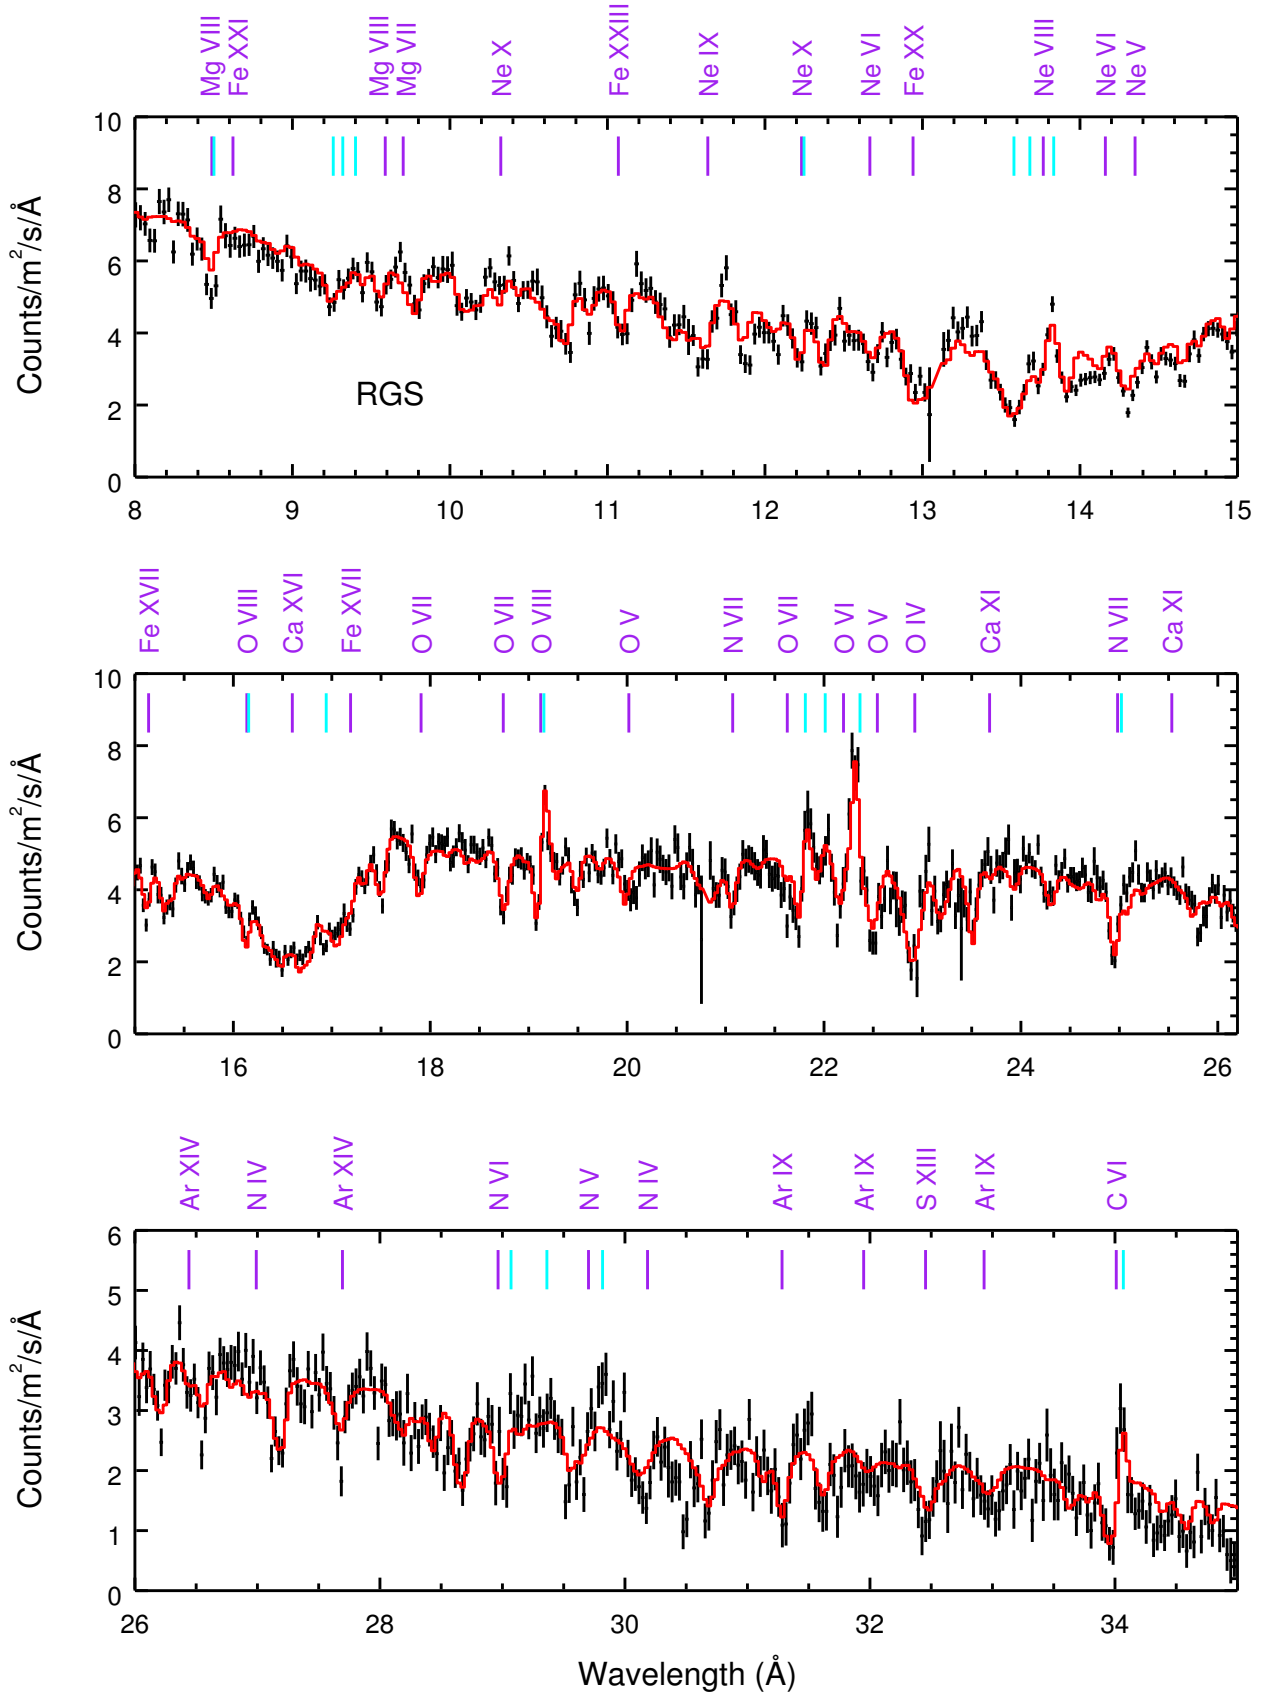 Mg VIII Fe XXI Mg VIII Mg VII Ne X Fe XXIII Ne IX Ne X Ne VI Fe XX Ne VIII Ne VI Ne V
10
8
6
4
2
0
Counts/m²/s/Å
RGS
8 9 10 11 12 13 14 15
Fe XVII O VIII Ca XVI Fe XVII O VII O VII O VIII O V N VII O VII O VI O V O IV Ca XI N VII Ca XI
10
8
6
4
2
0
Counts/m²/s/Å
16 18 20 22 24 26
Ar XIV N IV Ar XIV N VI N V N IV Ar IX Ar IX S XIII Ar IX C VI
6
5
4
3
2
1
0
Counts/m²/s/Å
26 28 30 32 34
Wavelength (Å)